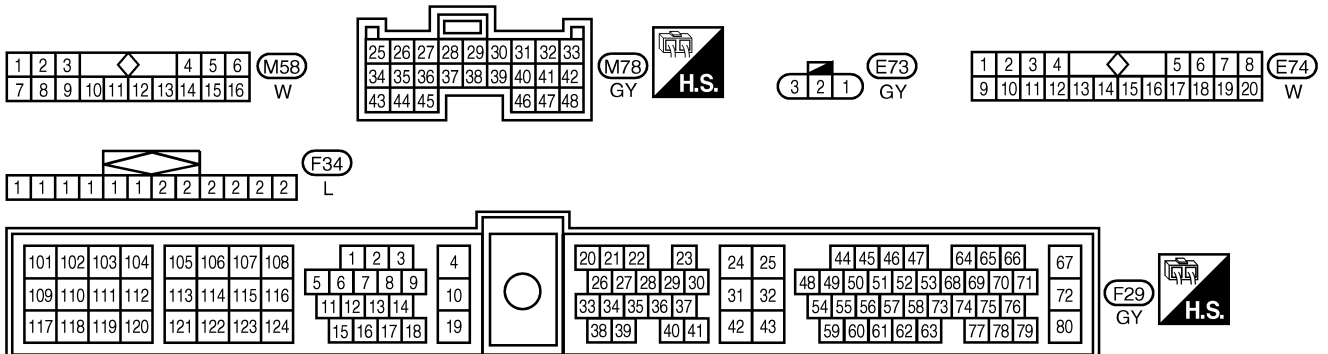 1 2 3 4 5 6
7 8 9 10 11 12 13 14 15 16
M58
W
25 26 27 28 29 30 31 32 33
34 35 36 37 38 39 40 41 42
43 44 45 46 47 48
M78
GY
H.S.
3 2 1
E73
GY
1 2 3 4 5 6 7 8
9 10 11 12 13 14 15 16 17 18 19 20
E74
W
1 1 1 1 1 1 2 2 2 2 2 2
F34
L
101 102 103 104 105 106 107 108 1 2 3 4 20 21 22 23 24 25 44 45 46 47 64 65 66 67
5 6 7 8 9 26 27 28 29 30 48 49 50 51 52 53 68 69 70 71
109 110 111 112 113 114 115 116 11 12 13 14 10 33 34 35 36 37 31 32 54 55 56 57 58 73 74 75 76 72
117 118 119 120 121 122 123 124 15 16 17 18 19 38 39 40 41 42 43 59 60 61 62 63 77 78 79 80
F29
GY
H.S.